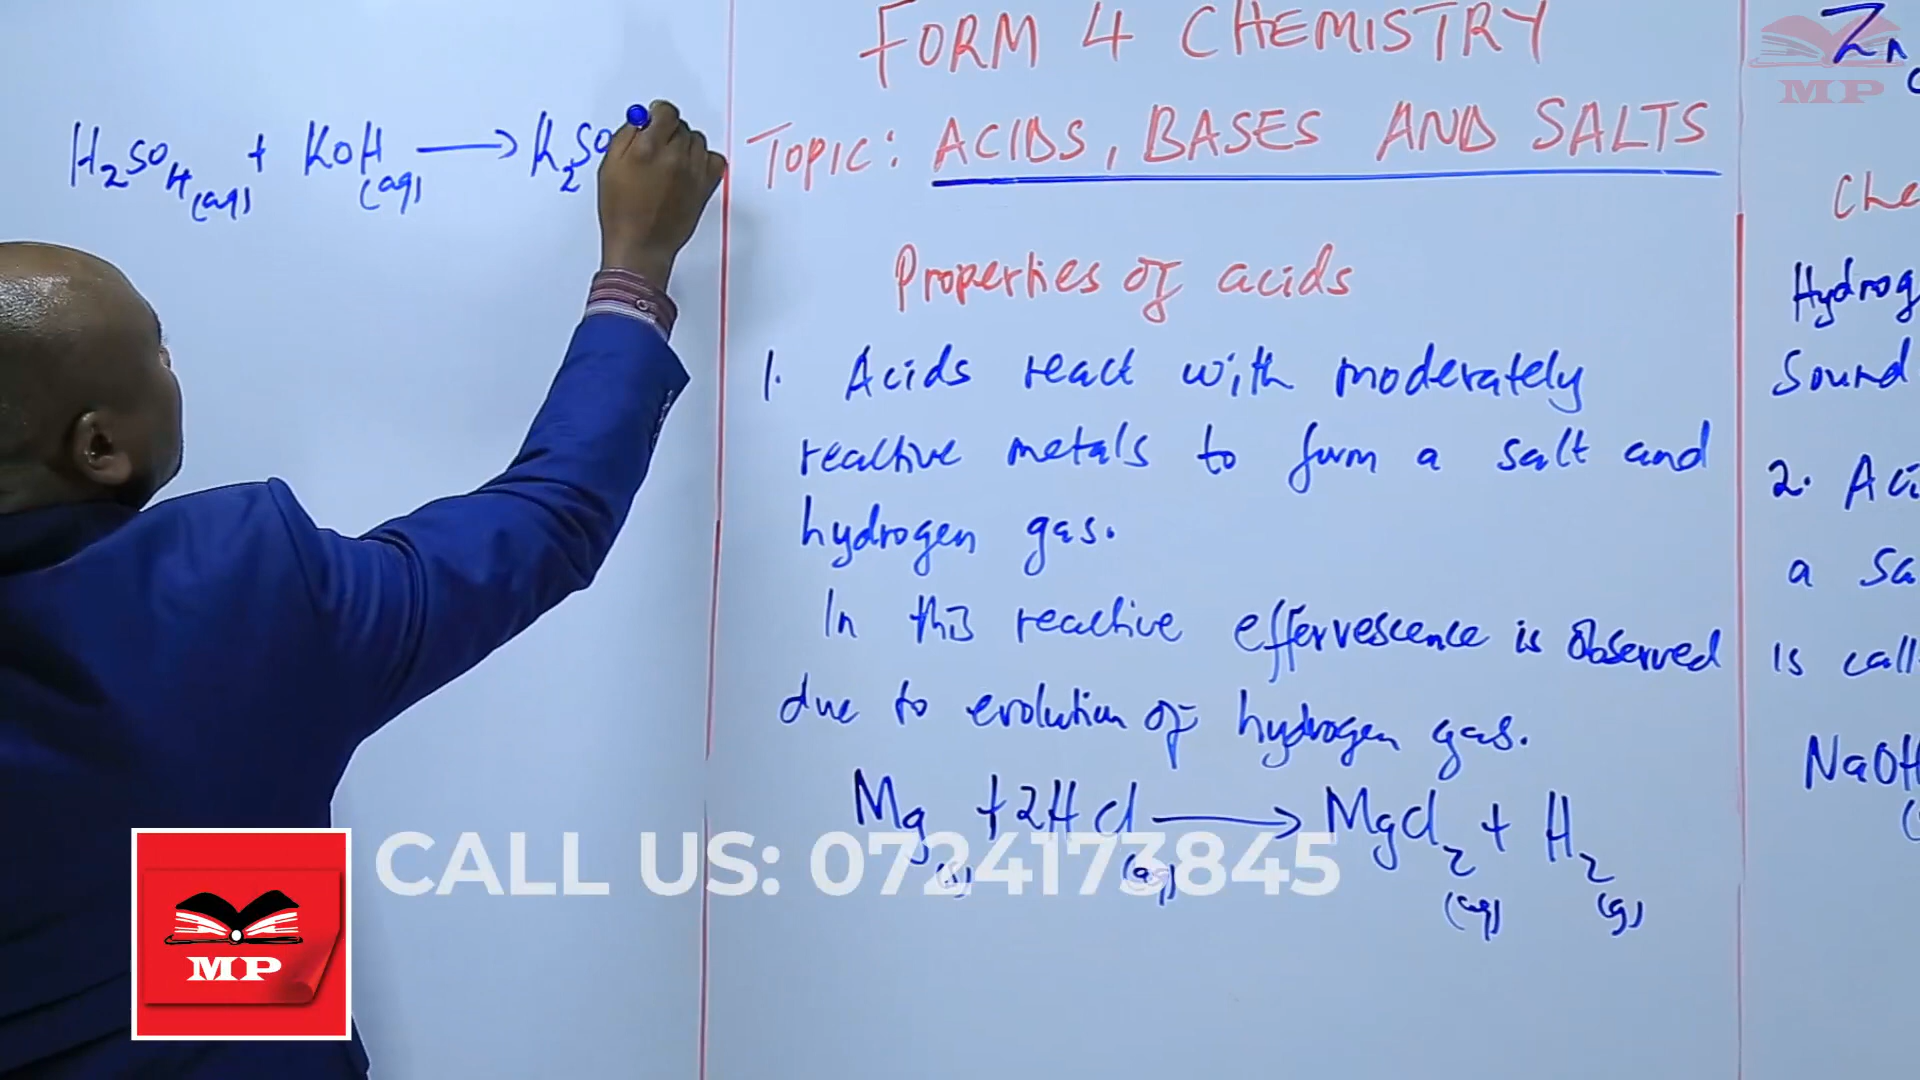 H2SO4(aq) + KOH(aq) → K2SO
FORM 4 CHEMISTRY
TOPIC: ACIDS, BASES AND SALTS
Properties of acids
1. Acids react with moderately
reactive metals to form a salt and
hydrogen gas.
In this reactive effervescence is observed
due to evolution of hydrogen gas.
Mg(s) + 2HCl(aq) → MgCl2(aq) + H2(g)
Zn
Che
Hydrog
Sound
2. Aci
a sa
is call
NaOH
MP
CALL US: 0724173845
MP